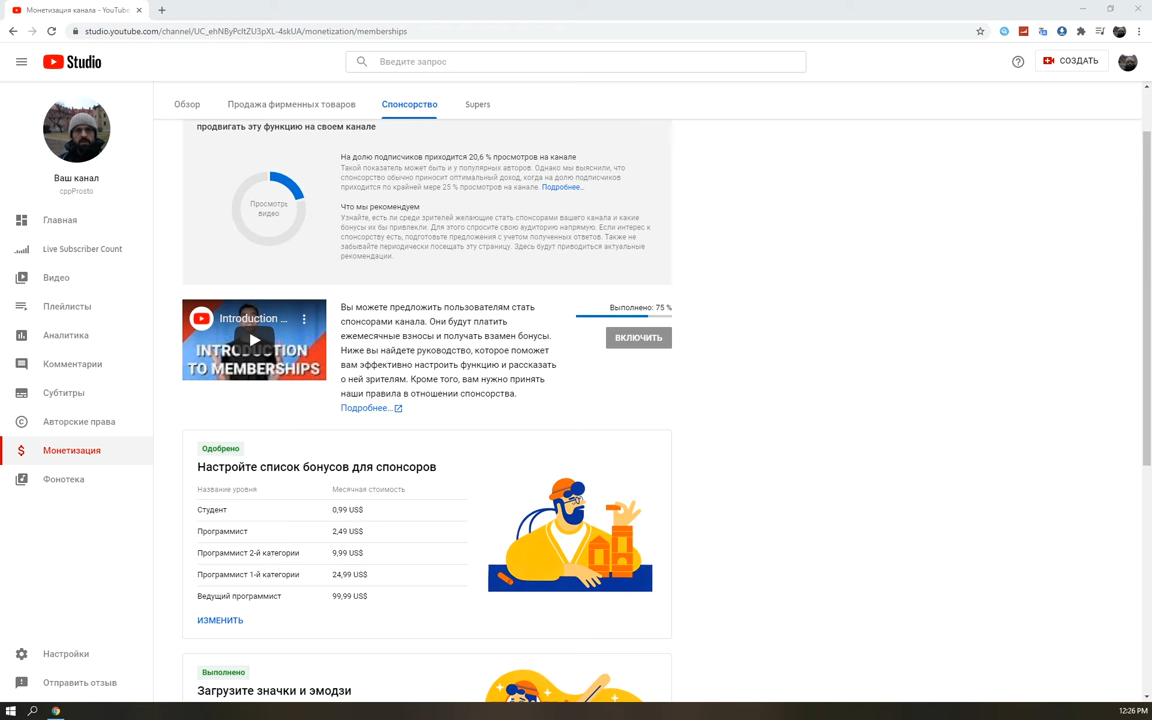 Монетизация канала - YouTube
studio.youtube.com/channel/UC_ehNByPcItZU3pXL-4skUA/monetization/memberships
Studio
Введите запрос
СОЗДАТЬ
Обзор
Продажа фирменных товаров
Спонсорство
Supers
Ваш канал
cppProsto
Главная
Live Subscriber Count
Видео
Плейлисты
Аналитика
Комментарии
Субтитры
Авторские права
Монетизация
Фонотека
Настройки
Отправить отзыв
продвигать эту функцию на своем канале
Просмотры
видео
На долю подписчиков приходится 20,6 % просмотров на канале
Такой показатель может быть и у популярных авторов. Однако мы выяснили, что
спонсорство обычно приносит оптимальный доход, когда на долю подписчиков
приходится по крайней мере 25 % просмотров на канале. Подробнее…
Что мы рекомендуем
Узнайте, есть ли среди зрителей желающие стать спонсорами вашего канала и какие
бонусы их бы привлекли. Для этого спросите свою аудиторию напрямую. Если интерес к
спонсорству есть, подготовьте предложения с учетом полученных ответов. Также не
забывайте периодически посещать эту страницу. Здесь будут приводиться актуальные
рекомендации.
Introduction ...
INTRODUCTION
TO MEMBERSHIPS
Вы можете предложить пользователям стать
спонсорами канала. Они будут платить
ежемесячные взносы и получать взамен бонусы.
Ниже вы найдете руководство, которое поможет
вам эффективно настроить функцию и рассказать
о ней зрителям. Кроме того, вам нужно принять
наши правила в отношении спонсорства.
Подробнее…
Выполнено: 75 %
ВКЛЮЧИТЬ
Одобрено
Настройте список бонусов для спонсоров
Название уровня Месячная стоимость
Студент 0,99 US$
Программист 2,49 US$
Программист 2-й категории 9,99 US$
Программист 1-й категории 24,99 US$
Ведущий программист 99,99 US$
ИЗМЕНИТЬ
Выполнено
Загрузите значки и эмодзи
12:26 PM